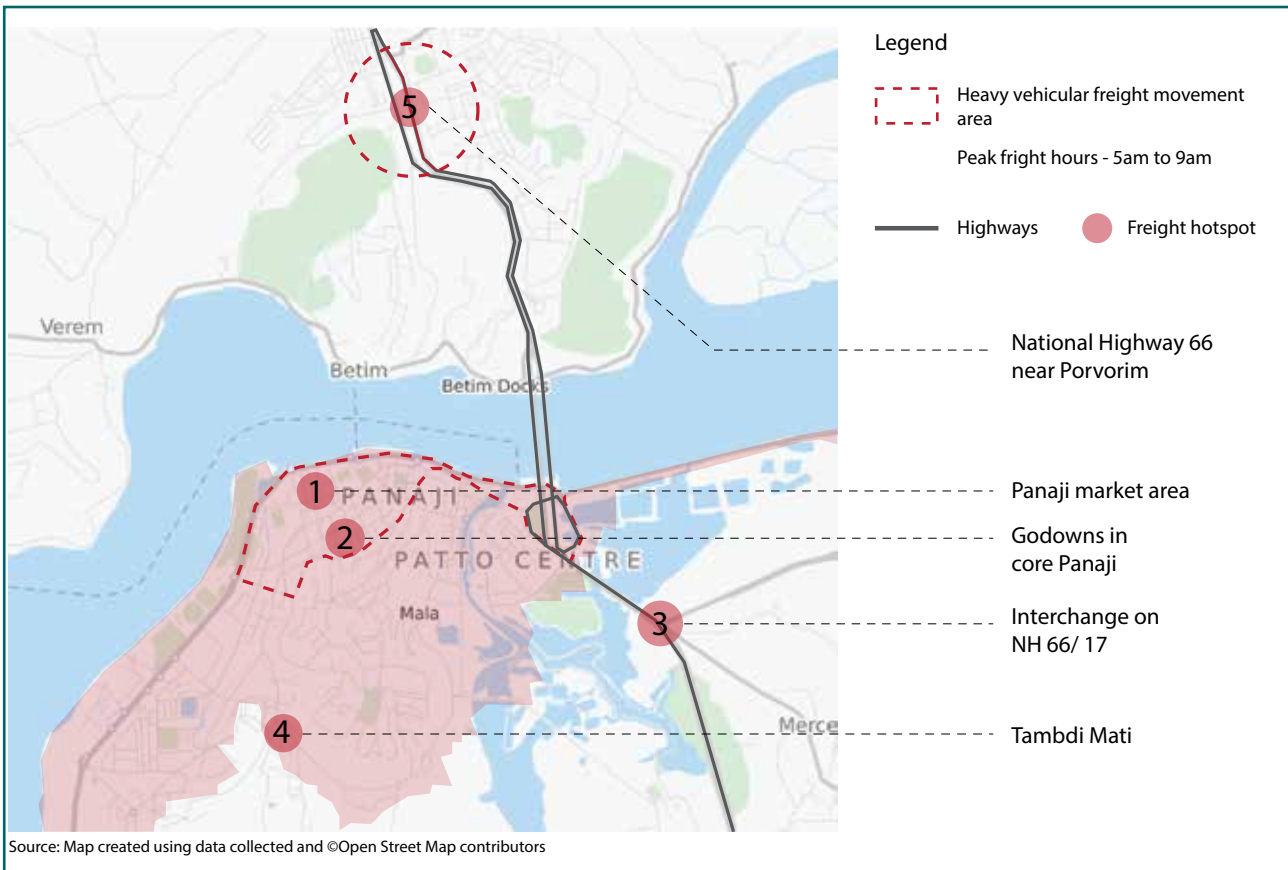 Legend
Heavy vehicular freight movement
area
Peak fright hours - 5am to 9am
Highways
Freight hotspot
5
Verem
Betim
Betim Docks
National Highway 66
near Porvorim
1
PANAJI
Panaji market area
2
PATTO CENTRE
Godowns in
core Panaji
Mala
3
Interchange on
NH 66/ 17
4
Merce
Tambdi Mati
Source: Map created using data collected and ©Open Street Map contributors